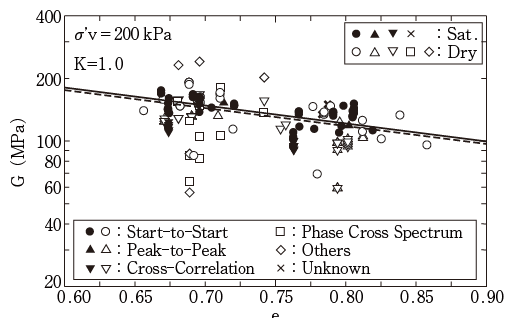 400
σ'v = 200 kPa
K=1.0
● ▲ ▼ × : Sat.
○ △ ▽ □ ◇ : Dry
200
100
80
60
40
20
G (MPa)
● ○ : Start-to-Start
□ : Phase Cross Spectrum
▲ △ : Peak-to-Peak
◇ : Others
▼ ▽ : Cross-Correlation
× : Unknown
0.60 0.65 0.70 0.75 0.80 0.85 0.90
e